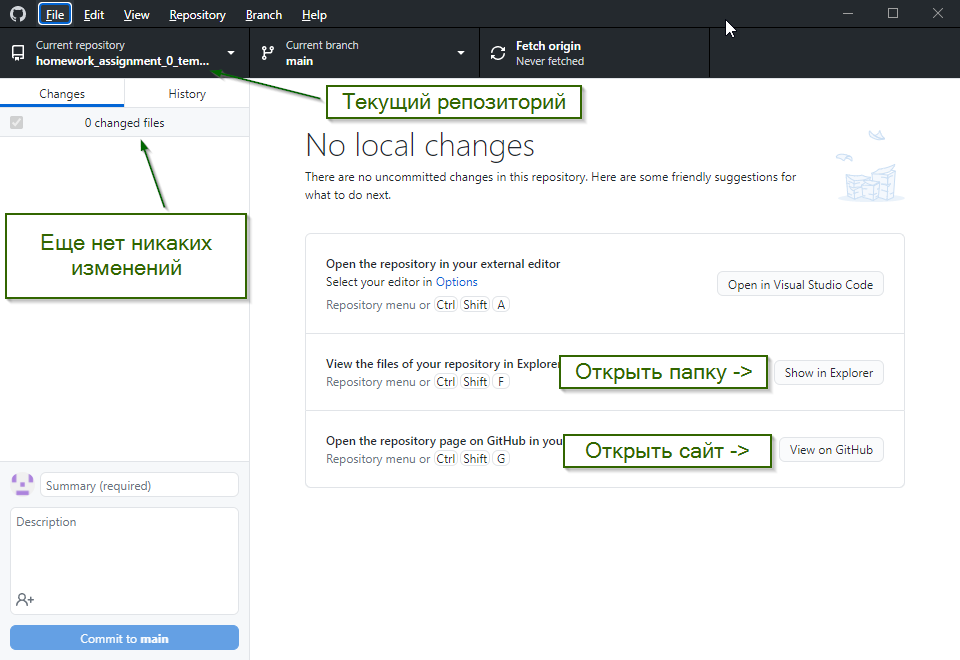 File Edit View Repository Branch Help
Current repository
homework_assignment_0_tem...
Current branch
main
Fetch origin
Never fetched
Changes
History
Текущий репозиторий
0 changed files
No local changes
There are no uncommitted changes in this repository. Here are some friendly suggestions for
what to do next.
Еще нет никаких
изменений
Open the repository in your external editor
Select your editor in Options
Repository menu or Ctrl Shift A
Open in Visual Studio Code
View the files of your repository in Explorer
Repository menu or Ctrl Shift F
Открыть папку ->
Show in Explorer
Open the repository page on GitHub in you
Repository menu or Ctrl Shift G
Открыть сайт ->
View on GitHub
Summary (required)
Description
Commit to main